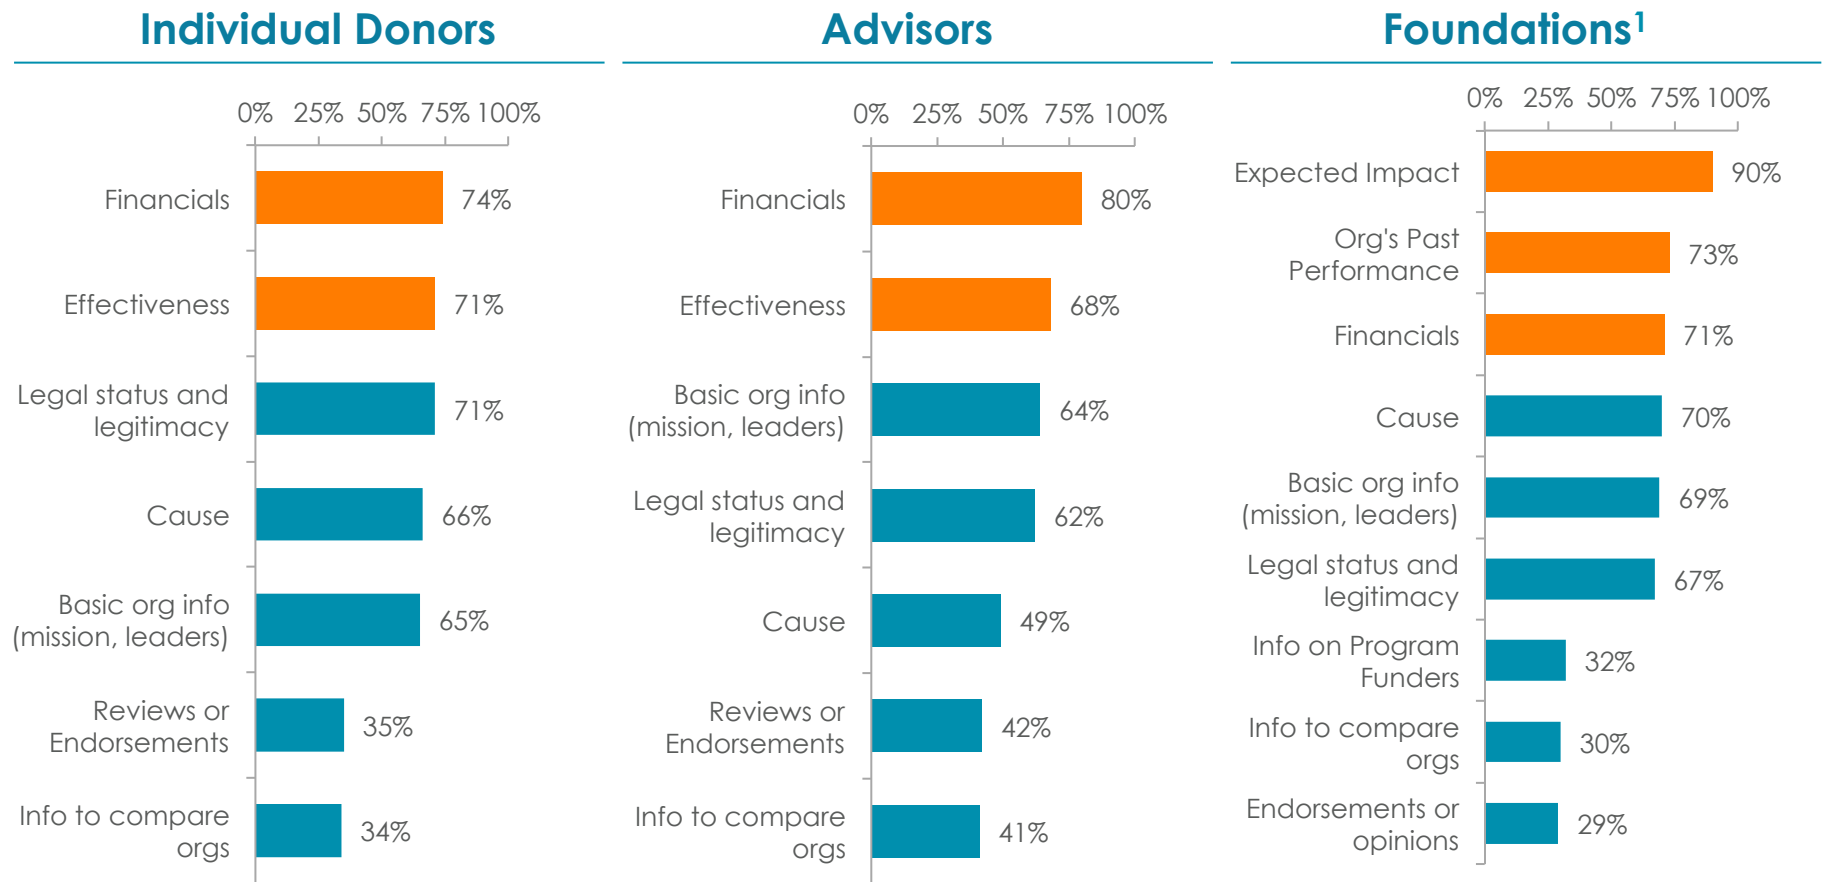 Individual Donors
0% 25% 50% 75% 100%
Financials 74%
Effectiveness 71%
Legal status and
legitimacy 71%
Cause 66%
Basic org info
(mission, leaders) 65%
Reviews or
Endorsements 35%
Info to compare
orgs 34%
Advisors
0% 25% 50% 75% 100%
Financials 80%
Effectiveness 68%
Basic org info
(mission, leaders) 64%
Legal status and
legitimacy 62%
Cause 49%
Reviews or
Endorsements 42%
Info to compare
orgs 41%
Foundations¹
0% 25% 50% 75% 100%
Expected Impact 90%
Org's Past
Performance 73%
Financials 71%
Cause 70%
Basic org info
(mission, leaders) 69%
Legal status and
legitimacy 67%
Info on Program
Funders 32%
Info to compare
orgs 30%
Endorsements or
opinions 29%